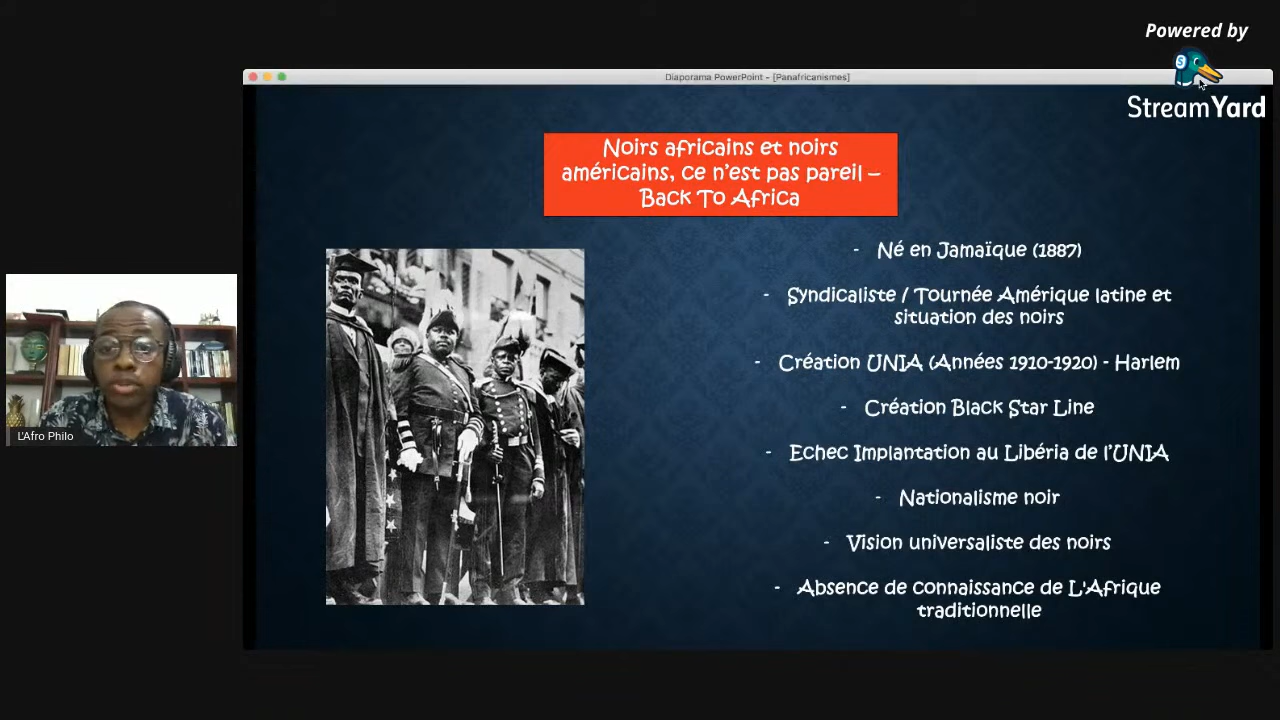 Powered by
StreamYard
Diaporama PowerPoint - [Panafricanismes]
Noirs africains et noirs
américains, ce n'est pas pareil –
Back To Africa
- Né en Jamaïque (1887)
- Syndicaliste / Tournée Amérique latine et
situation des noirs
- Création UNIA (Années 1910-1920) - Harlem
- Création Black Star Line
- Echec Implantation au Libéria de l'UNIA
- Nationalisme noir
- Vision universaliste des noirs
- Absence de connaissance de L'Afrique
traditionnelle
L'Afro Philo